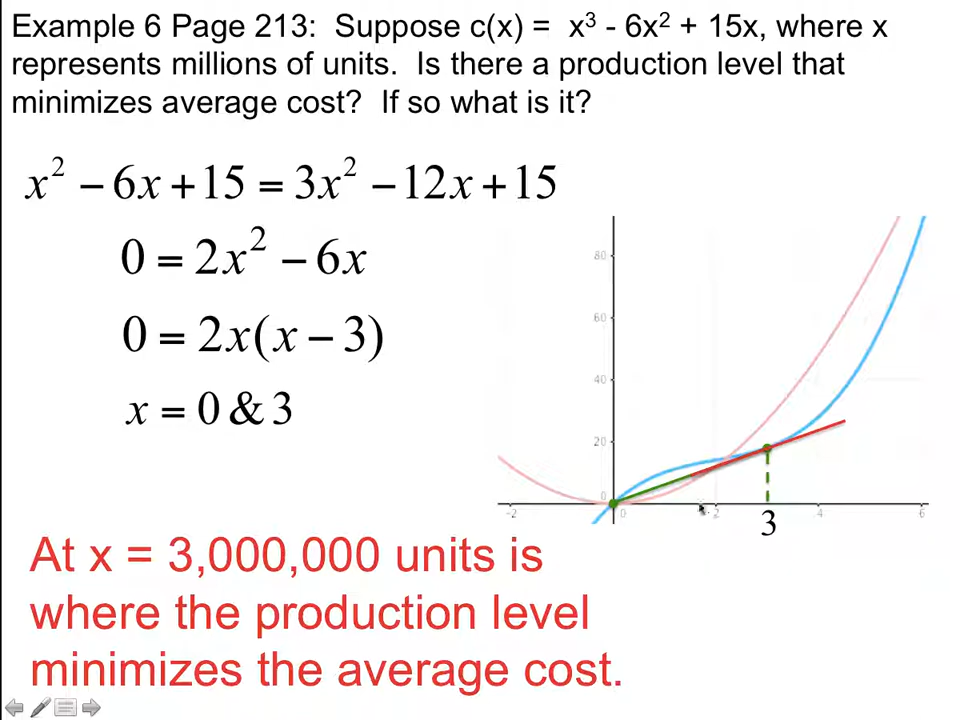 Example 6 Page 213: Suppose c(x) = x³ - 6x² + 15x, where x
represents millions of units. Is there a production level that
minimizes average cost? If so what is it?
x² − 6x + 15 = 3x² − 12x + 15
0 = 2x² − 6x
0 = 2x(x − 3)
x = 0 & 3
80
60
40
20
0
-2 0 2 4 6
3
At x = 3,000,000 units is
where the production level
minimizes the average cost.